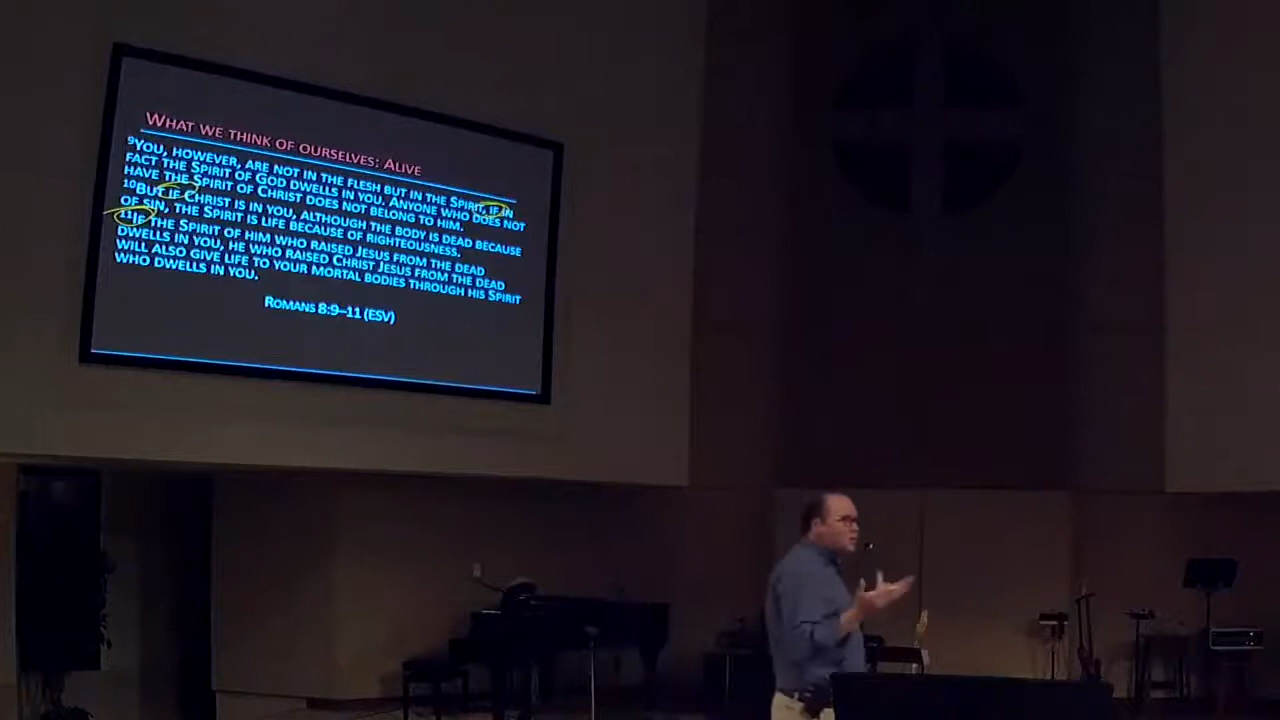 What we think of ourselves: Alive
9You, however, are not in the flesh but in the Spirit, if in
fact the Spirit of God dwells in you. Anyone who does not
have the Spirit of Christ does not belong to him.
10But if Christ is in you, although the body is dead because
of sin, the Spirit is life because of righteousness.
11If the Spirit of him who raised Jesus from the dead
dwells in you, he who raised Christ Jesus from the dead
will also give life to your mortal bodies through his Spirit
who dwells in you.
Romans 8:9–11 (ESV)